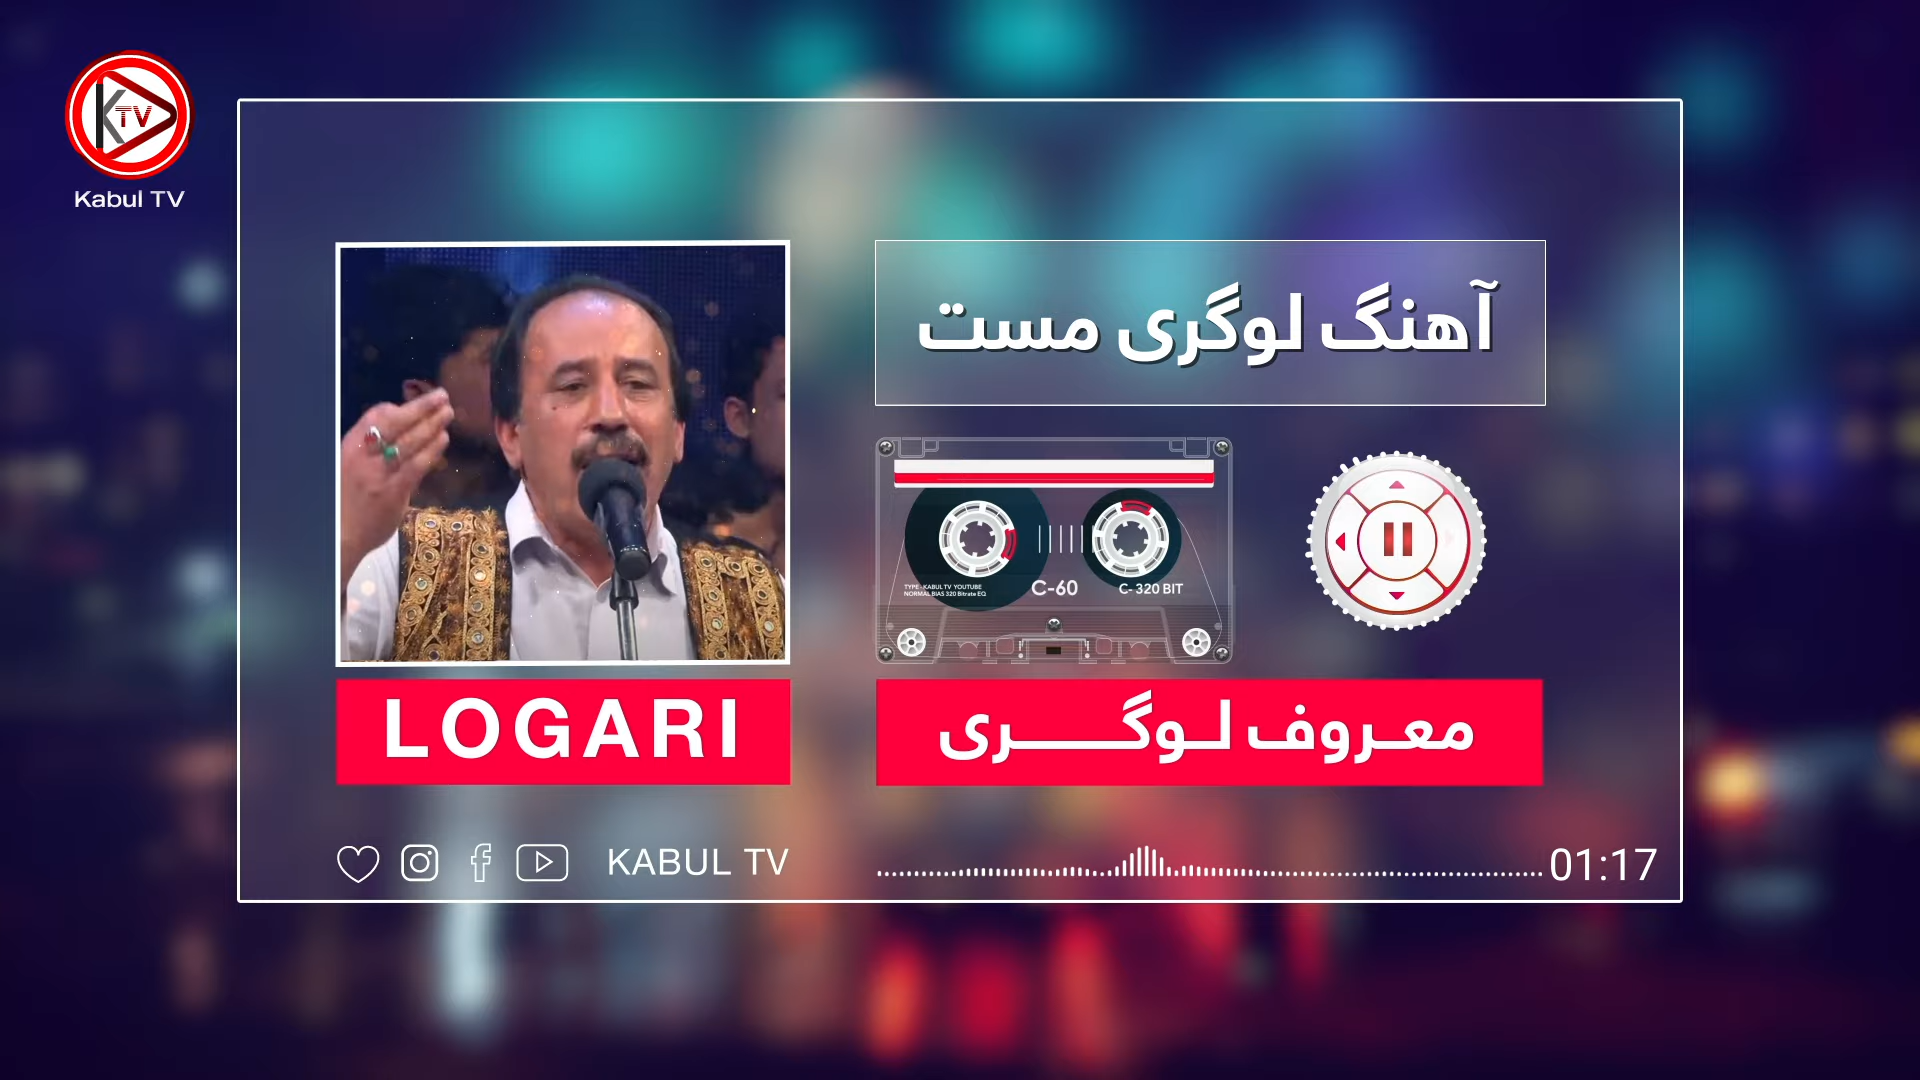 K TV
Kabul TV
آهنگ لوگری مست
TYPE - KABUL TV YOUTUBE
NORMAL BIAS 320 Bitrate EQ
C-60
C- 320 BIT
LOGARI
معروف لوگری
KABUL TV
01:17